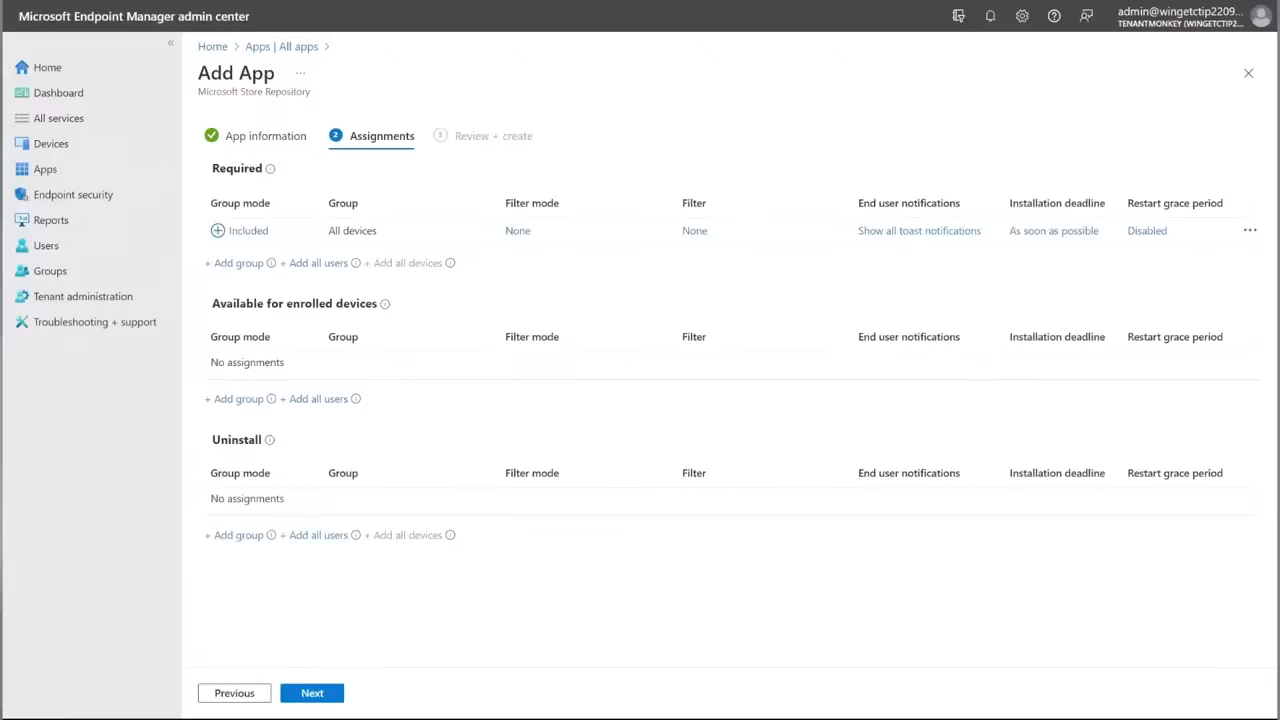 Microsoft Endpoint Manager admin center
admin@wingetctip2209...
TENANTMONKEY (WINGETCTIP2...
«
Home
Dashboard
All services
Devices
Apps
Endpoint security
Reports
Users
Groups
Tenant administration
Troubleshooting + support
Home > Apps | All apps >
Add App ...
Microsoft Store Repository
App information 2 Assignments 3 Review + create
Required
Group mode Group Filter mode Filter End user notifications Installation deadline Restart grace period
Included All devices None None Show all toast notifications As soon as possible Disabled ...
+ Add group + Add all users + Add all devices
Available for enrolled devices
Group mode Group Filter mode Filter End user notifications Installation deadline Restart grace period
No assignments
+ Add group + Add all users
Uninstall
Group mode Group Filter mode Filter End user notifications Installation deadline Restart grace period
No assignments
+ Add group + Add all users + Add all devices
Previous Next